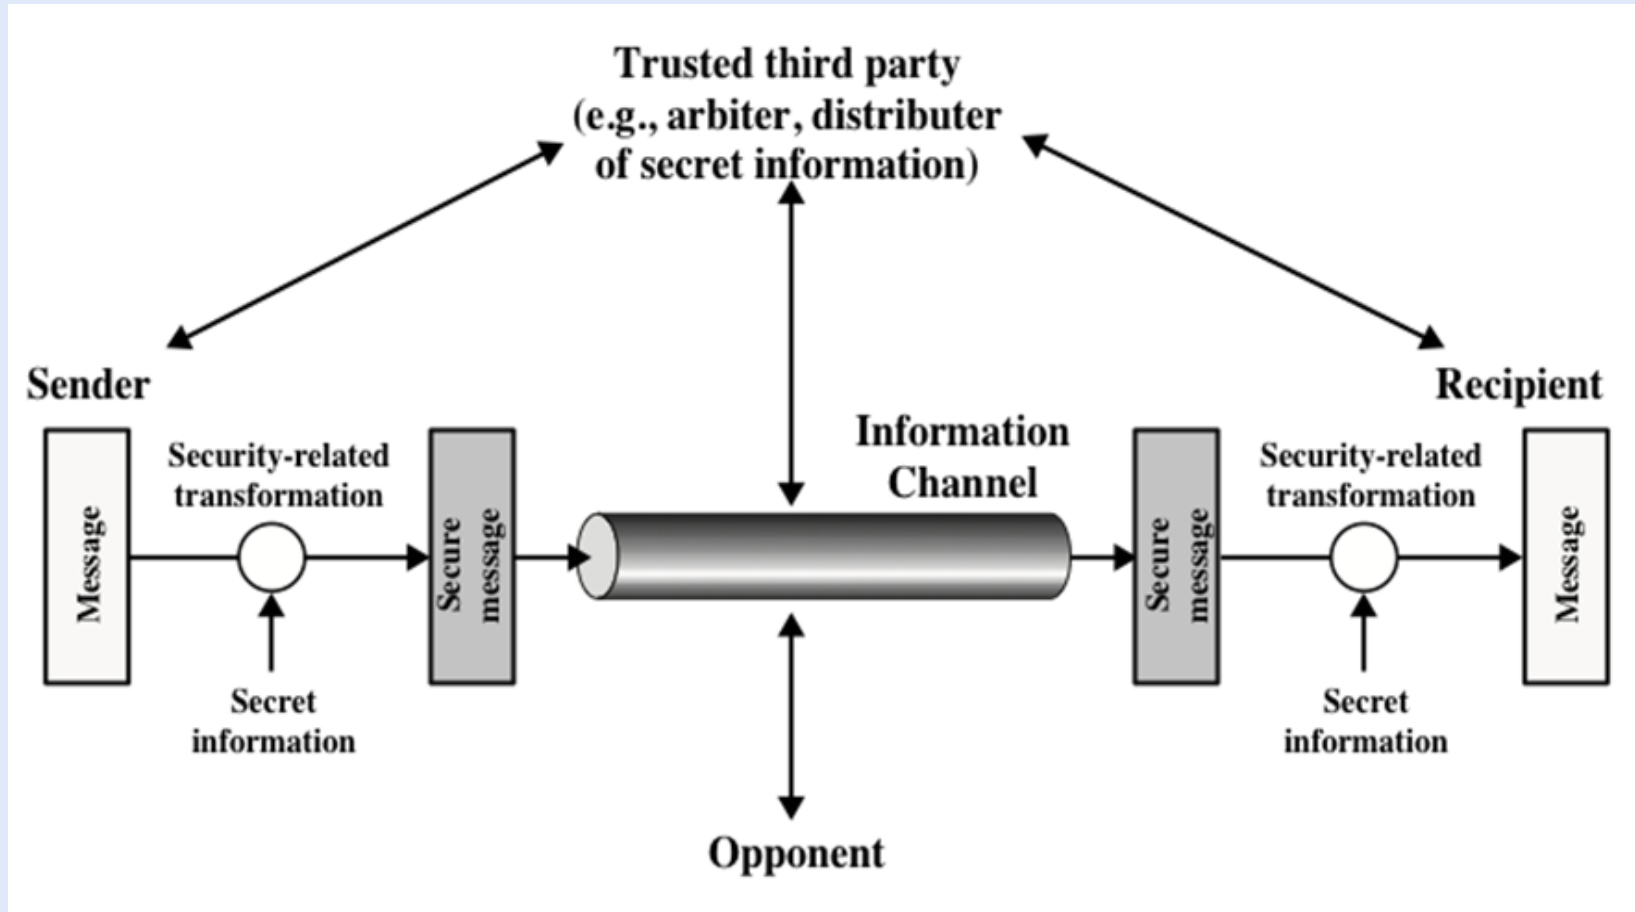 Trusted third party
(e.g., arbiter, distributer
of secret information)
Sender
Recipient
Information
Channel
Security-related
transformation
Security-related
transformation
Message
Secure
message
Secure
message
Message
Secret
information
Secret
information
Opponent